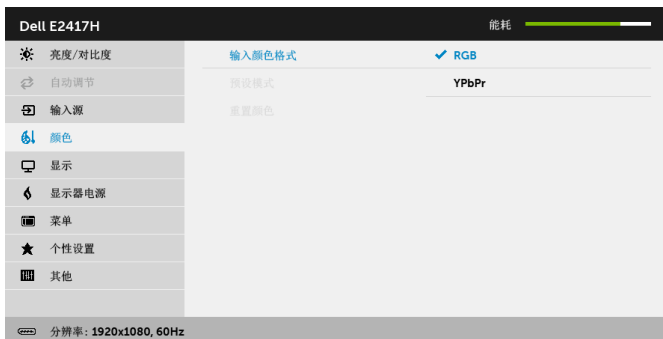 Dell E2417H 能耗
亮度/对比度 输入颜色格式 RGB
自动调节 预设模式 YPbPr
输入源 重置颜色
颜色
显示
显示器电源
菜单
个性设置
其他
分辨率: 1920x1080, 60Hz